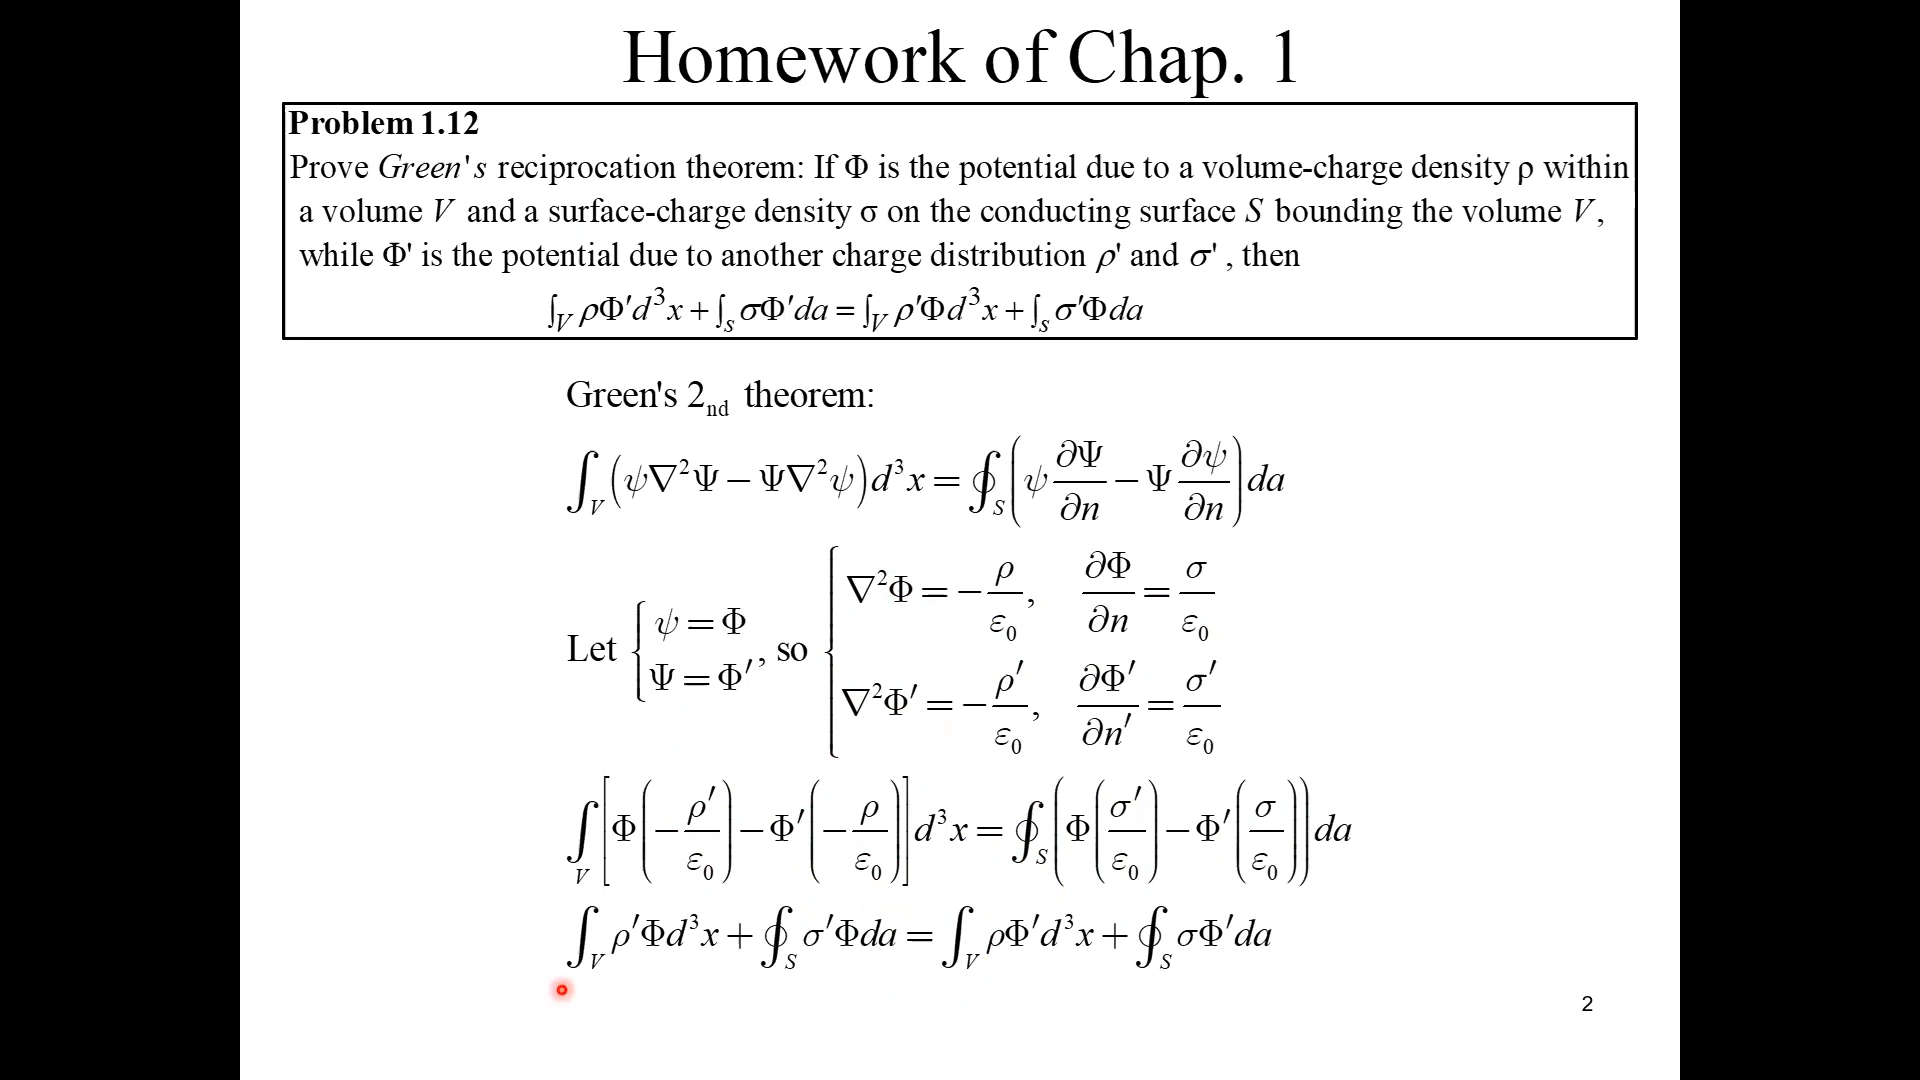 Homework of Chap. 1
Problem 1.12
Prove Green's reciprocation theorem: If Φ is the potential due to a volume-charge density ρ within
a volume V and a surface-charge density σ on the conducting surface S bounding the volume V,
while Φ' is the potential due to another charge distribution ρ' and σ' , then
∫_V ρΦ′d³x + ∫_s σΦ′da = ∫_V ρ′Φd³x + ∫_s σ′Φda
Green's 2_nd theorem:
∫_V (ψ∇²Ψ − Ψ∇²ψ)d³x = ∮_S (ψ ∂Ψ/∂n − Ψ ∂ψ/∂n) da
Let { ψ = Φ, Ψ = Φ′ , so { ∇²Φ = −ρ/ε₀, ∂Φ/∂n = σ/ε₀
∇²Φ′ = −ρ′/ε₀, ∂Φ′/∂n′ = σ′/ε₀
∫_V [Φ(−ρ′/ε₀) − Φ′(−ρ/ε₀)] d³x = ∮_S (Φ(σ′/ε₀) − Φ′(σ/ε₀)) da
∫_V ρ′Φd³x + ∮_S σ′Φda = ∫_V ρΦ′d³x + ∮_S σΦ′da
2